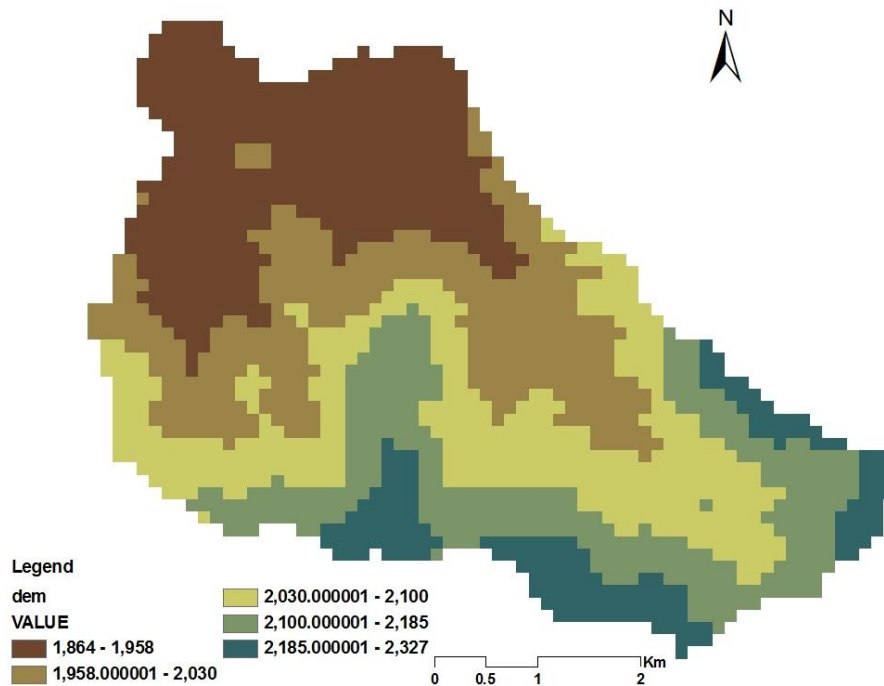 N
Legend
dem
VALUE
1,864 - 1,958
1,958.000001 - 2,030
2,030.000001 - 2,100
2,100.000001 - 2,185
2,185.000001 - 2,327
Km
0 0.5 1 2